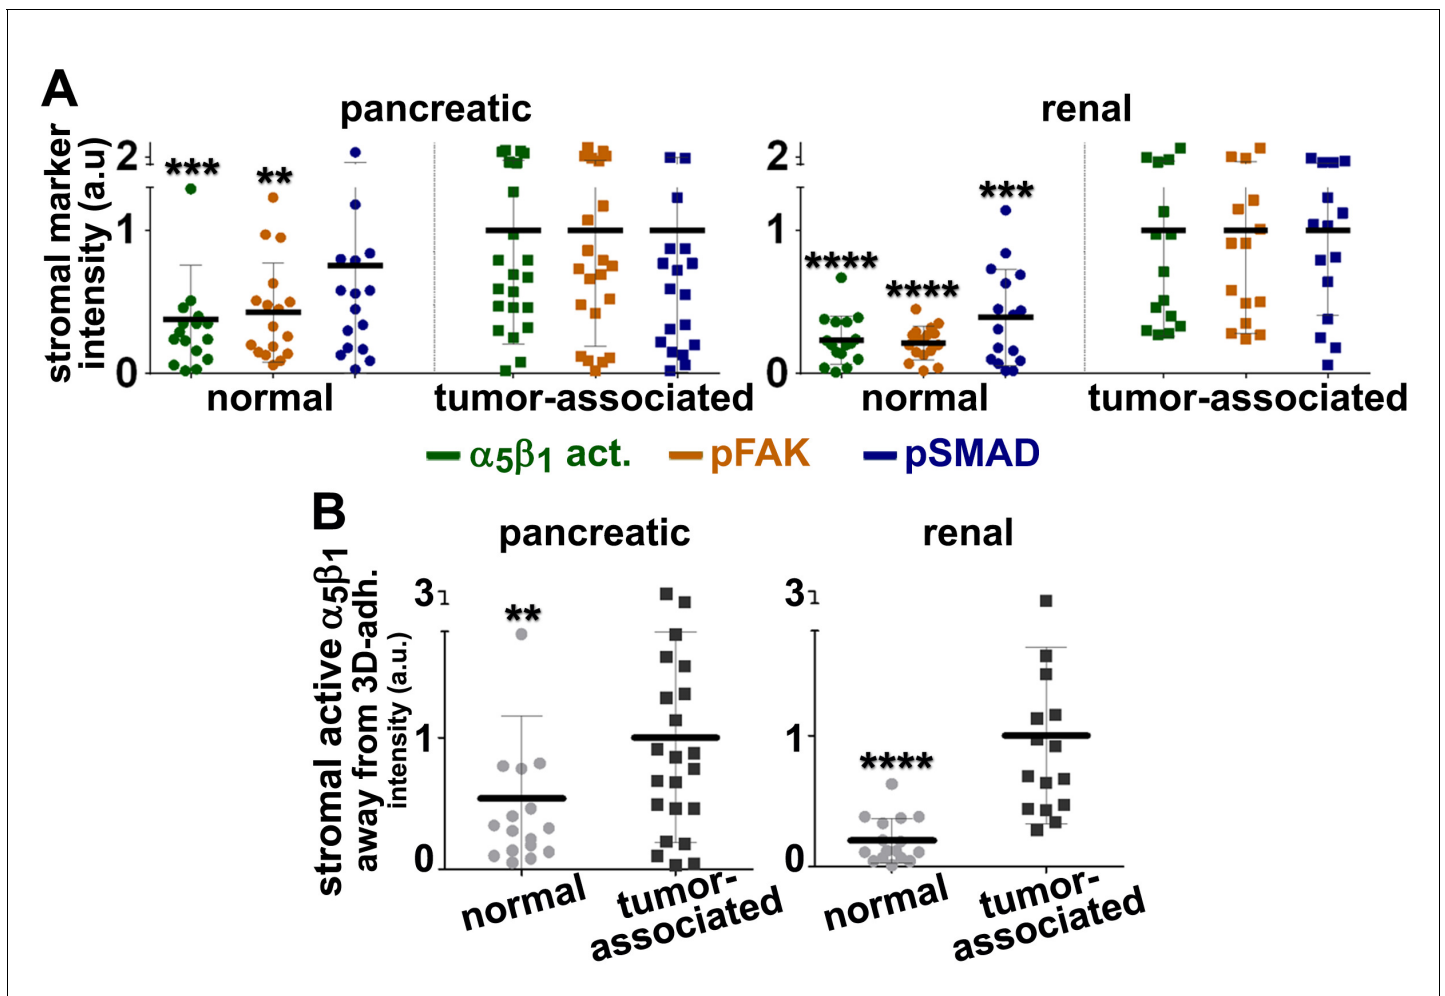 A
pancreatic
renal
stromal marker
intensity (a.u)
2
1
0
***
**
normal
tumor-associated
2
1
0
****
****
***
normal
tumor-associated
α5β1 act.
pFAK
pSMAD
B
pancreatic
renal
stromal active α5β1
away from 3D-adh.
intensity (a.u.)
3
1
0
**
normal
tumor-
associated
3
1
0
****
normal
tumor-
associated